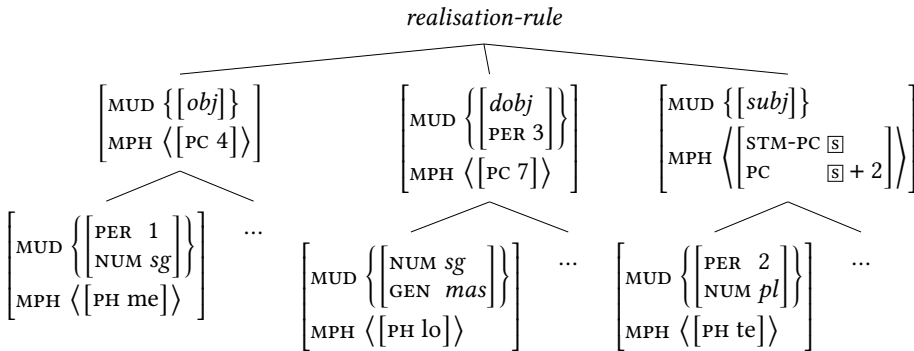 realisation-rule
[MUD {[obj]}
MPH ⟨[PC 4]⟩]
[MUD {[dobj
PER 3]}
MPH ⟨[PC 7]⟩]
[MUD {[subj]}
MPH ⟨[STM-PC [s]
PC [s] + 2]⟩]
[MUD {[PER 1
NUM sg]}
MPH ⟨[PH me]⟩]
...
[MUD {[NUM sg
GEN mas]}
MPH ⟨[PH lo]⟩]
...
[MUD {[PER 2
NUM pl]}
MPH ⟨[PH te]⟩]
...